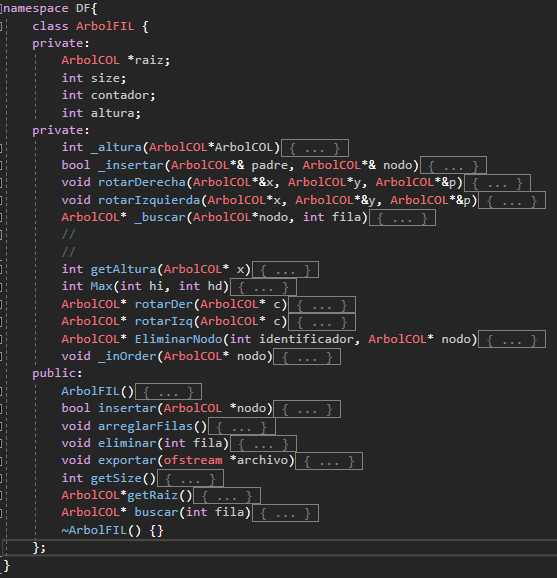 namespace DF{
class ArbolFIL {
private:
ArbolCOL *raiz;
int size;
int contador;
int altura;
private:
int _altura(ArbolCOL*ArbolCOL){ ... }
bool _insertar(ArbolCOL*& padre, ArbolCOL*& nodo){ ... }
void rotarDerecha(ArbolCOL*&x, ArbolCOL*y, ArbolCOL*&p){ ... }
void rotarIzquierda(ArbolCOL*x, ArbolCOL*&y, ArbolCOL*&p){ ... }
ArbolCOL* _buscar(ArbolCOL*nodo, int fila){ ... }
//
//
int getAltura(ArbolCOL* x){ ... }
int Max(int hi, int hd){ ... }
ArbolCOL* rotarDer(ArbolCOL* c){ ... }
ArbolCOL* rotarIzq(ArbolCOL* c){ ... }
ArbolCOL* EliminarNodo(int identificador, ArbolCOL* nodo){ ... }
void _inOrder(ArbolCOL* nodo){ ... }
public:
ArbolFIL(){ ... }
bool insertar(ArbolCOL *nodo){ ... }
void arreglarFilas(){ ... }
void eliminar(int fila){ ... }
void exportar(ofstream *archivo){ ... }
int getSize(){ ... }
ArbolCOL*getRaiz(){ ... }
ArbolCOL* buscar(int fila){ ... }
~ArbolFIL() {}
};
}